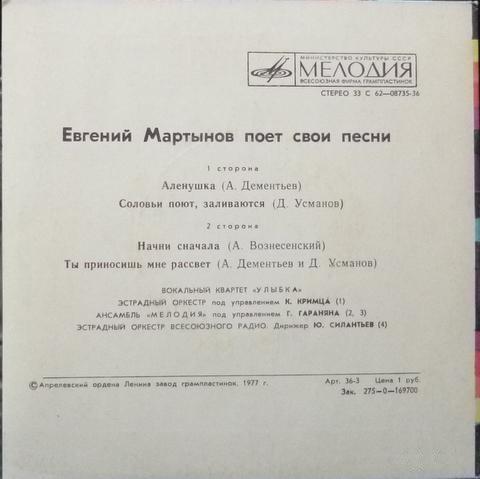 МИНИСТЕРСТВО КУЛЬТУРЫ СССР
МЕЛОДИЯ
ВСЕСОЮЗНАЯ ФИРМА ГРАМПЛАСТИНОК
СТЕРЕО 33 С 62—08735-36
Евгений Мартынов поет свои песни
1 сторона
Аленушка (А. Дементьев)
Соловьи поют, заливаются (Д. Усманов)
2 сторона
Начни сначала (А. Вознесенский)
Ты приносишь мне рассвет (А. Дементьев и Д. Усманов)
ВОКАЛЬНЫЙ КВАРТЕТ «УЛЫБКА»
ЭСТРАДНЫЙ ОРКЕСТР под управлением К. КРИМЦА (1)
АНСАМБЛЬ «МЕЛОДИЯ» под управлением Г. ГАРАНЯНА (2, 3)
ЭСТРАДНЫЙ ОРКЕСТР ВСЕСОЮЗНОГО РАДИО. Дирижер Ю. СИЛАНТЬЕВ (4)
©Апрелевский ордена Ленина завод грампластинок, 1977 г. Арт. 36-3 Цена 1 руб.
Зак. 275—0—169700